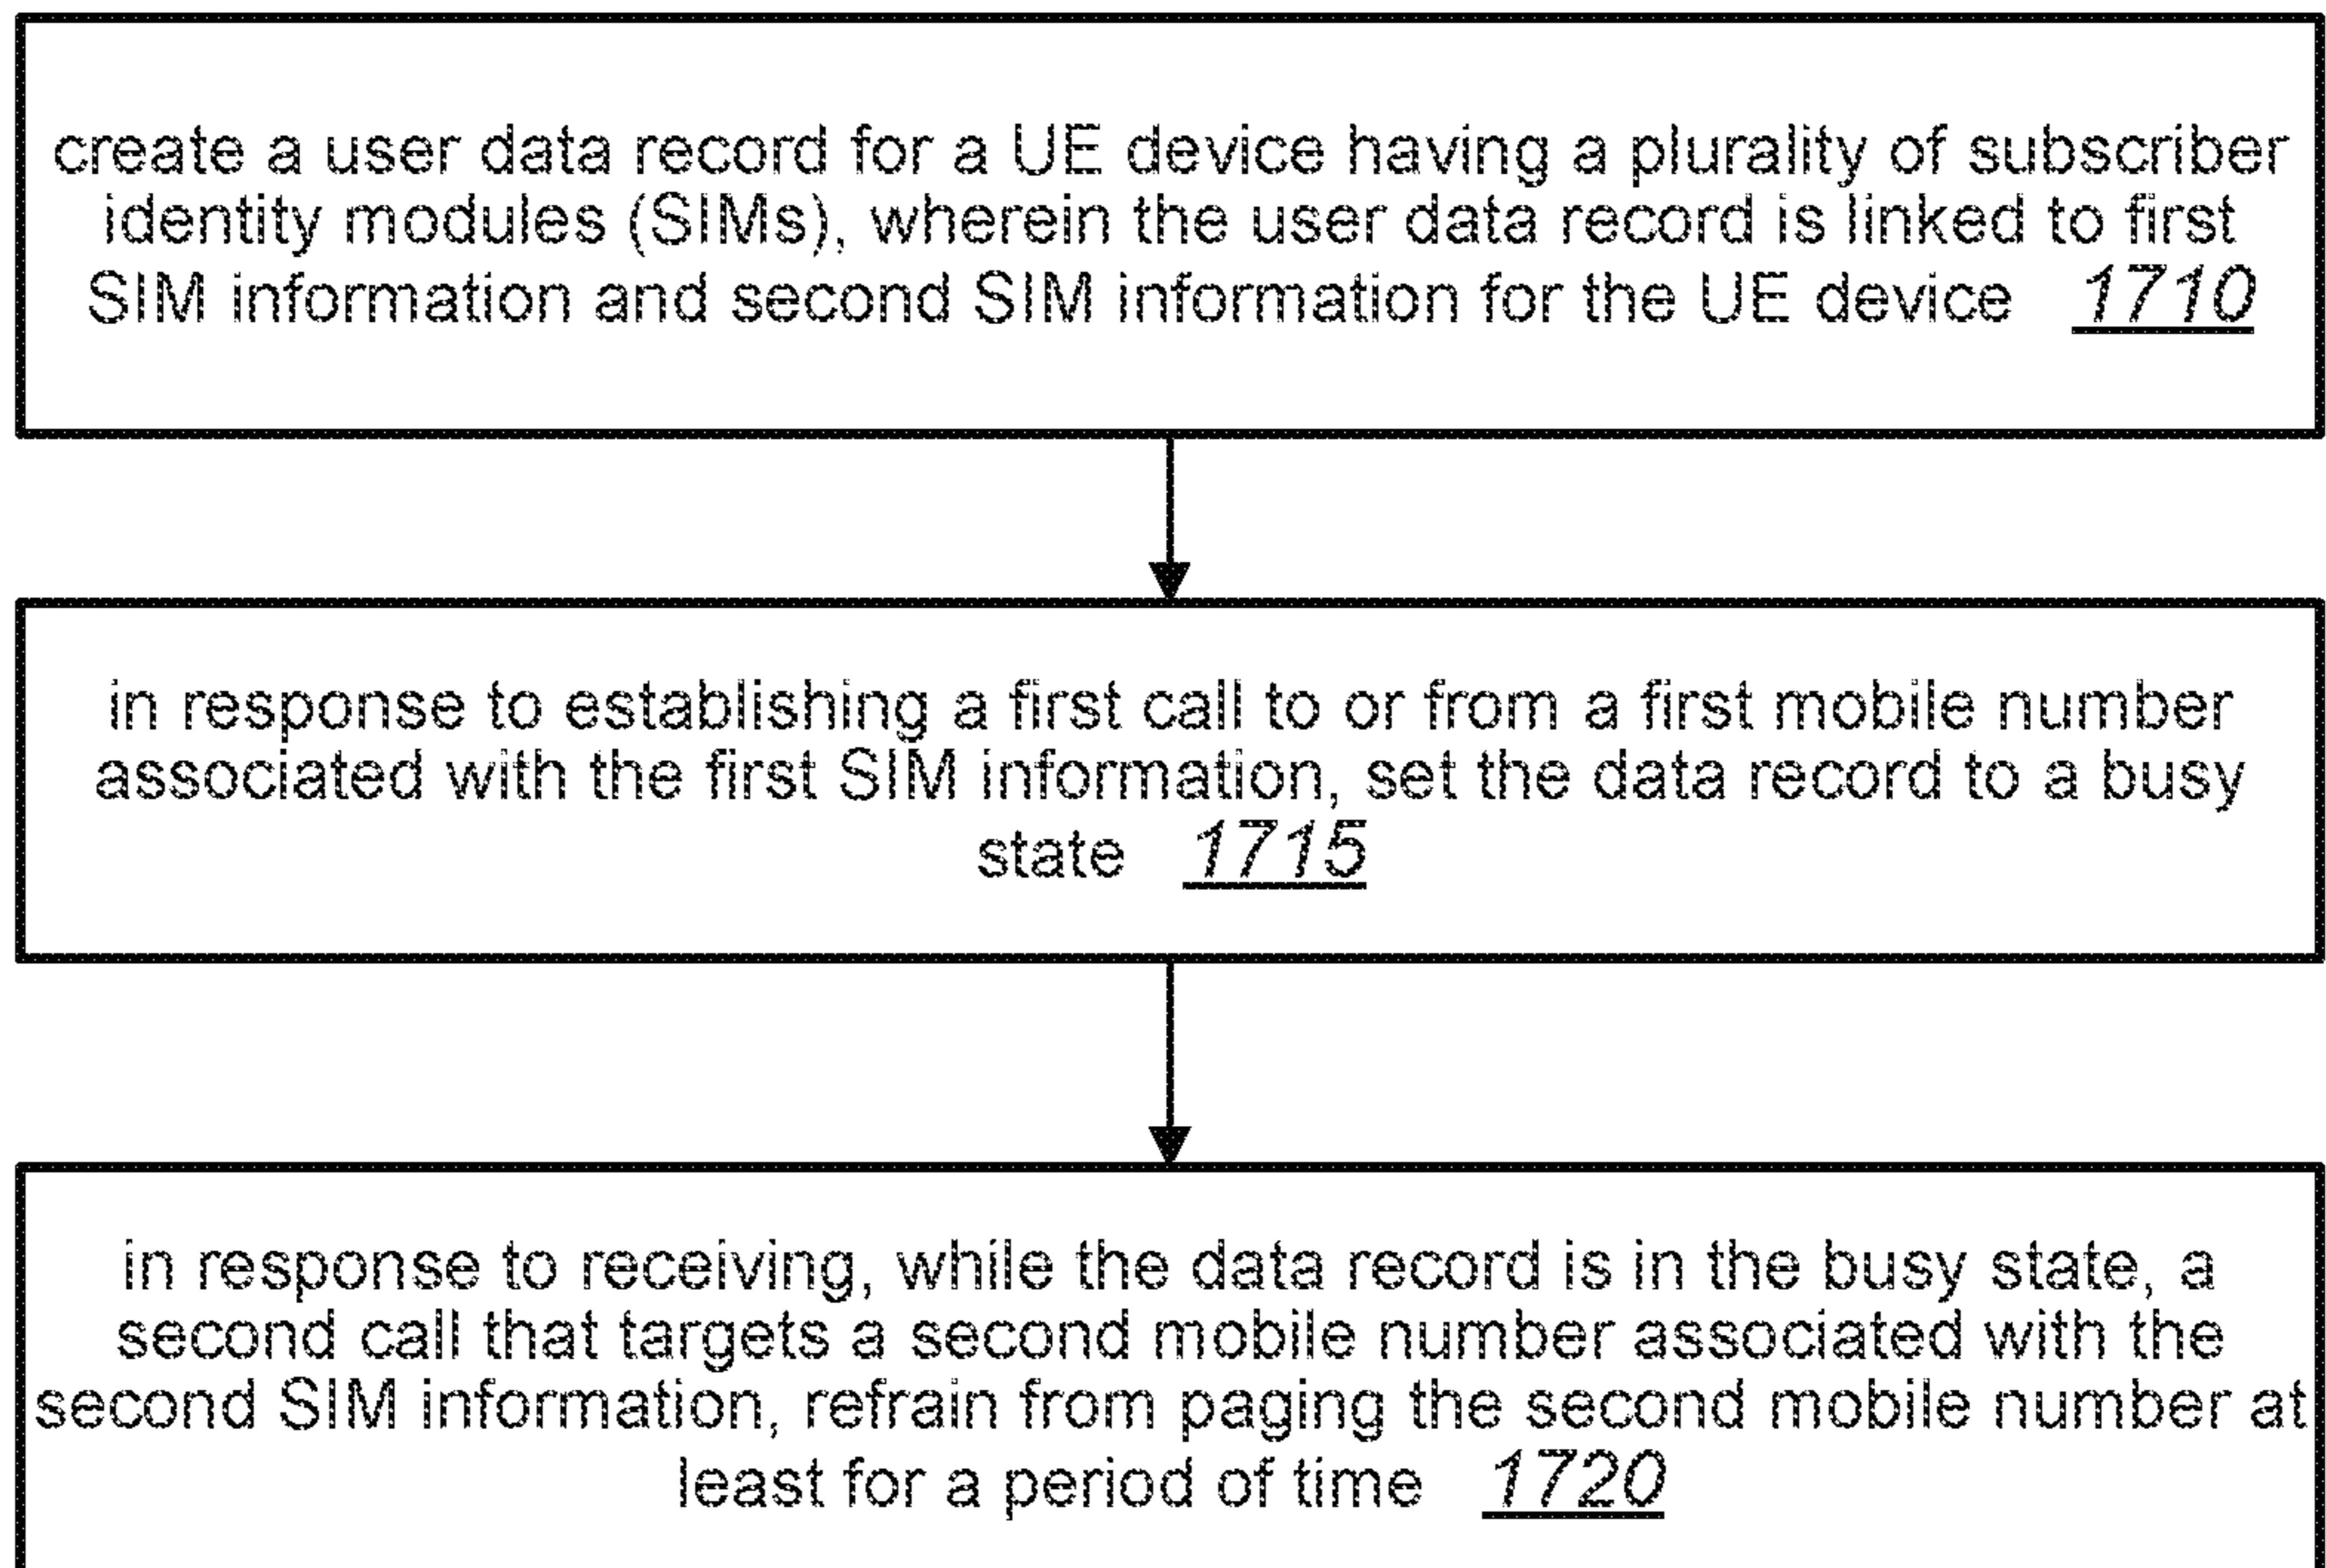 create a user data record for a UE device having a plurality of subscriber
identity modules (SIMs), wherein the user data record is linked to first
SIM information and second SIM information for the UE device 1710
in response to establishing a first call to or from a first mobile number
associated with the first SIM information, set the data record to a busy
state 1715
in response to receiving, while the data record is in the busy state, a
second call that targets a second mobile number associated with the
second SIM information, refrain from paging the second mobile number at
least for a period of time 1720